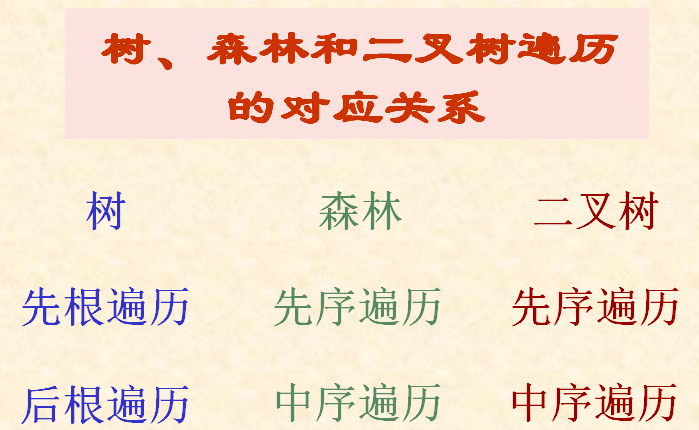 树、森林和二叉树遍历
的对应关系
树 森林 二叉树
先根遍历 先序遍历 先序遍历
后根遍历 中序遍历 中序遍历